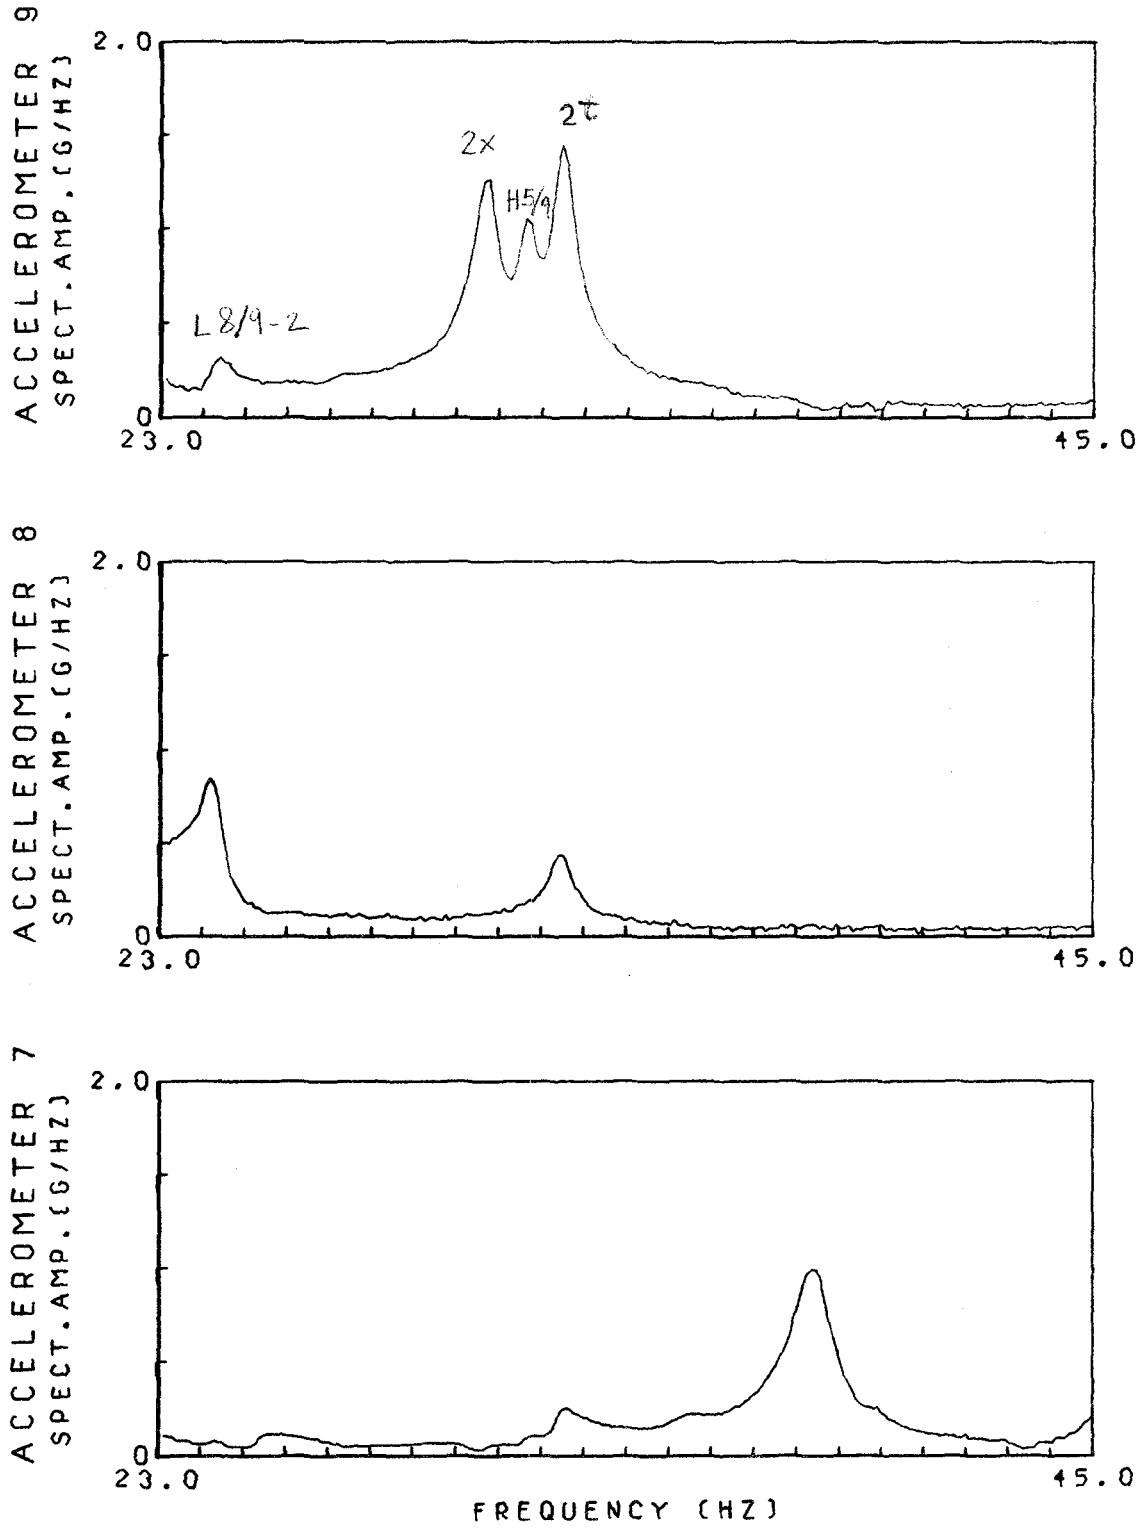 ACCELEROMETER 9
SPECT.AMP.(G/HZ)
2.0
2x
2t
H5/9
L 8/9-2
0
23.0
45.0
ACCELEROMETER 8
SPECT.AMP.(G/HZ)
2.0
0
23.0
45.0
ACCELEROMETER 7
SPECT.AMP.(G/HZ)
2.0
0
23.0
45.0
FREQUENCY (HZ)